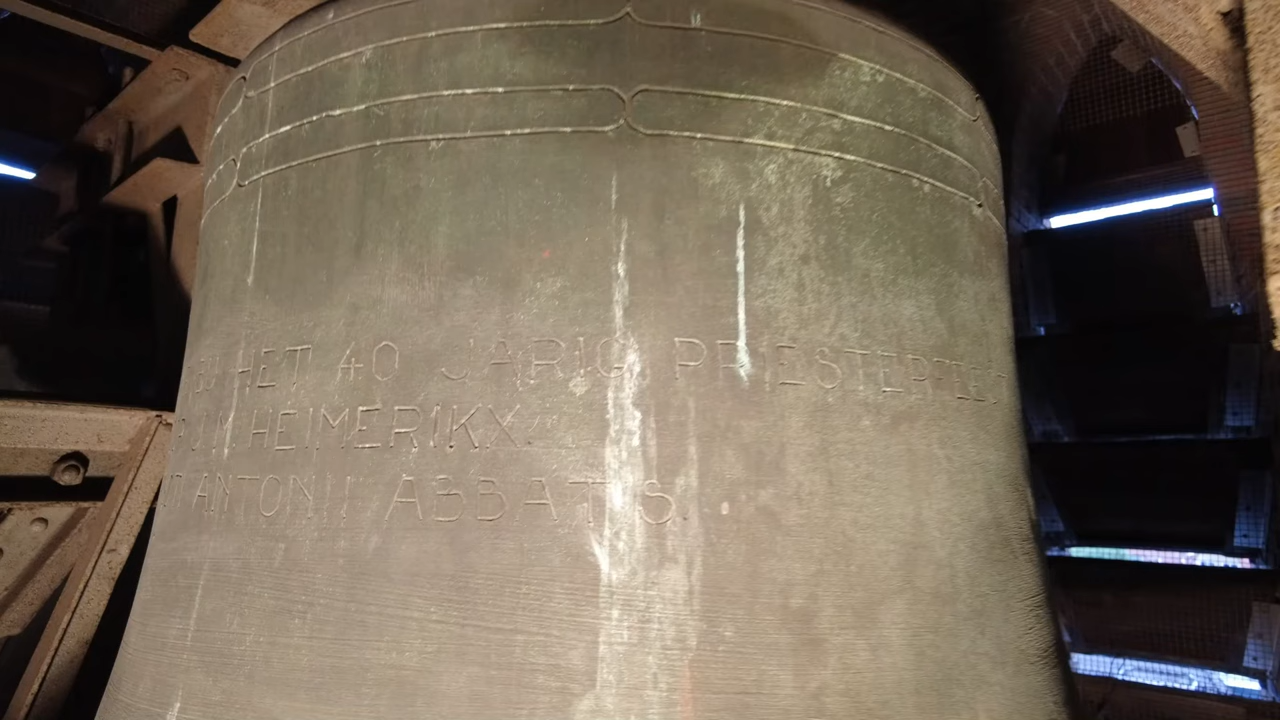 HET 40 JARIG PRIESTERFEEST
P.J.M. HEIMERIKX
ANTONII ABBATIS.